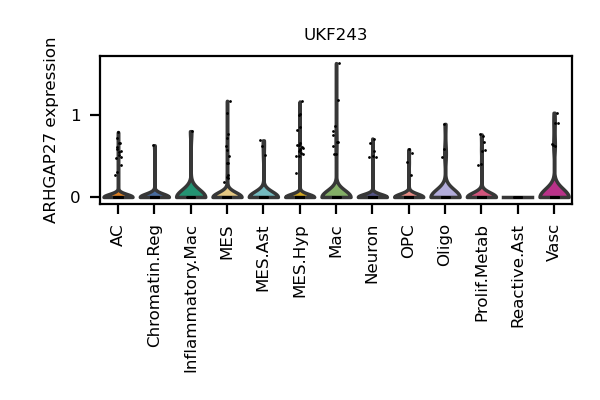 UKF243
ARHGAP27 expression
1
0
AC
Chromatin.Reg
Inflammatory.Mac
MES
MES.Ast
MES.Hyp
Mac
Neuron
OPC
Oligo
Prolif.Metab
Reactive.Ast
Vasc